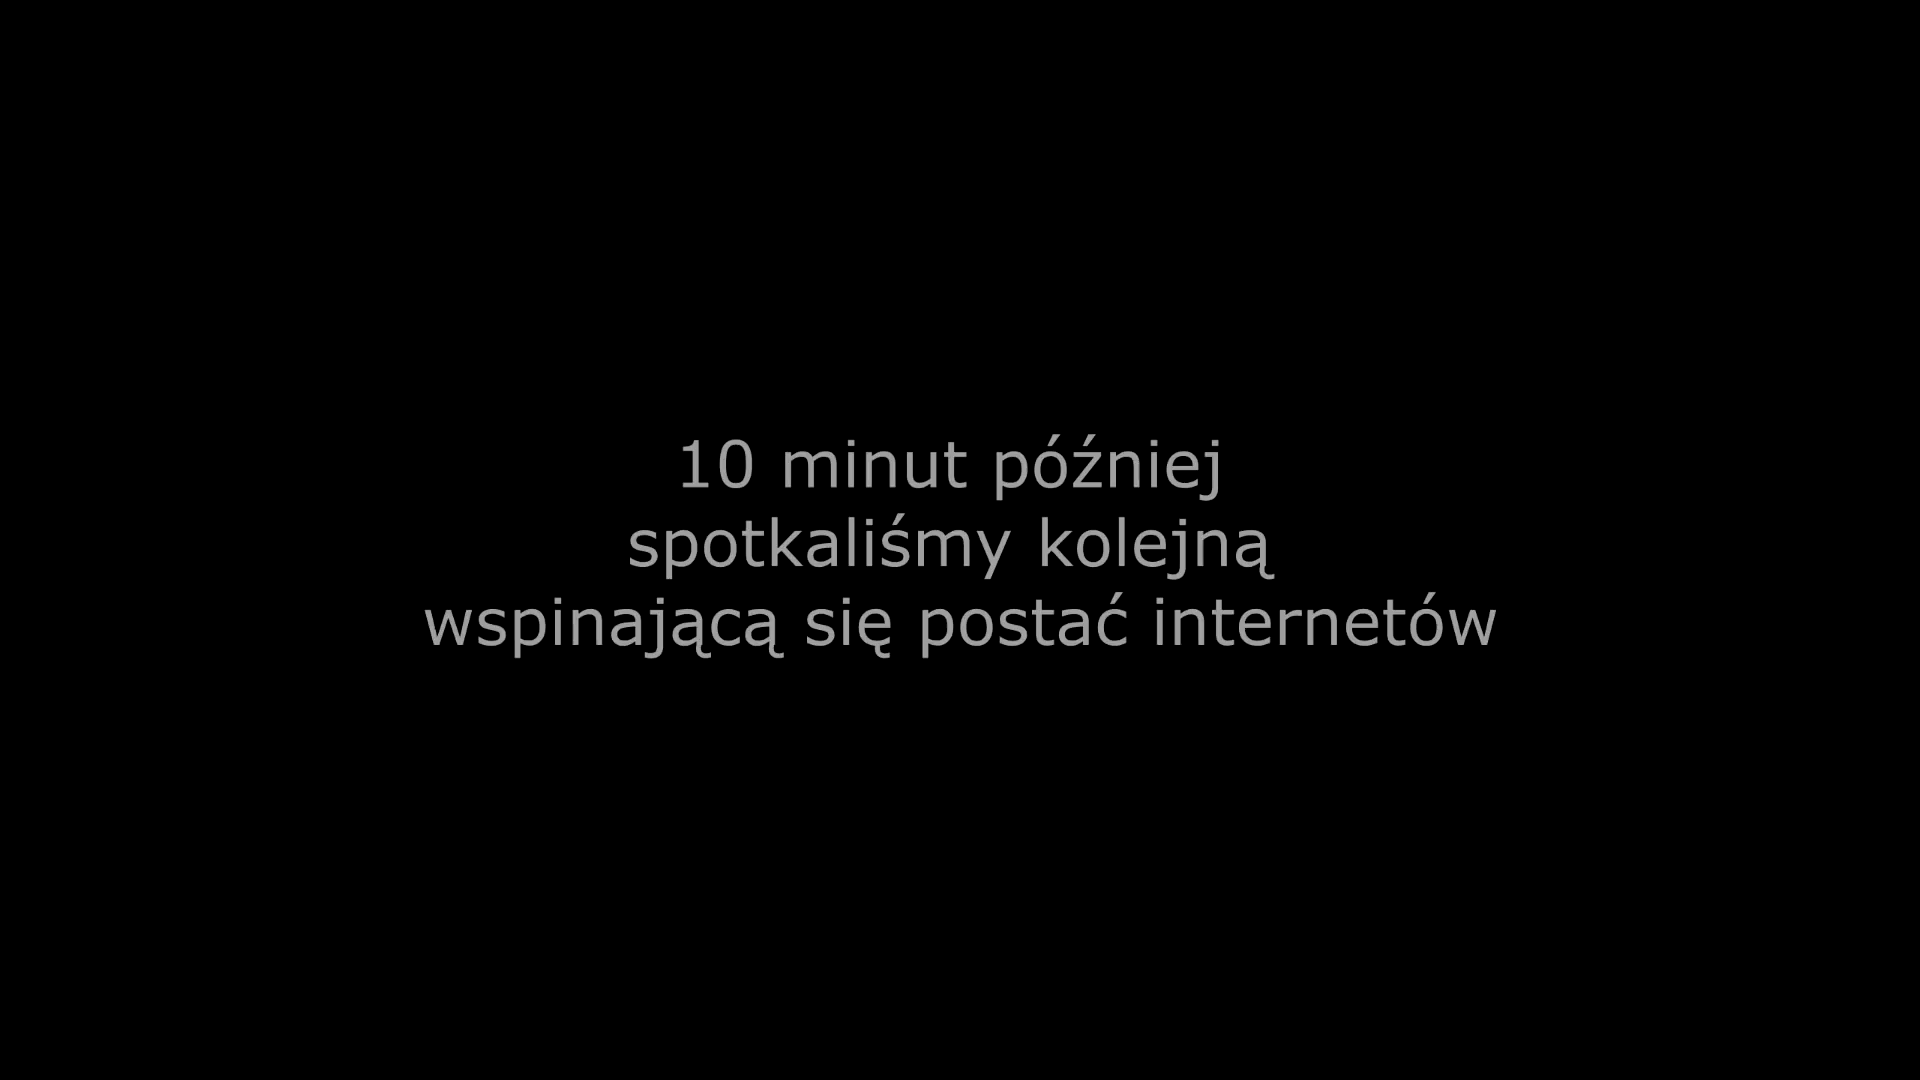 10 minut później
spotkaliśmy kolejną
wspinającą się postać internetów